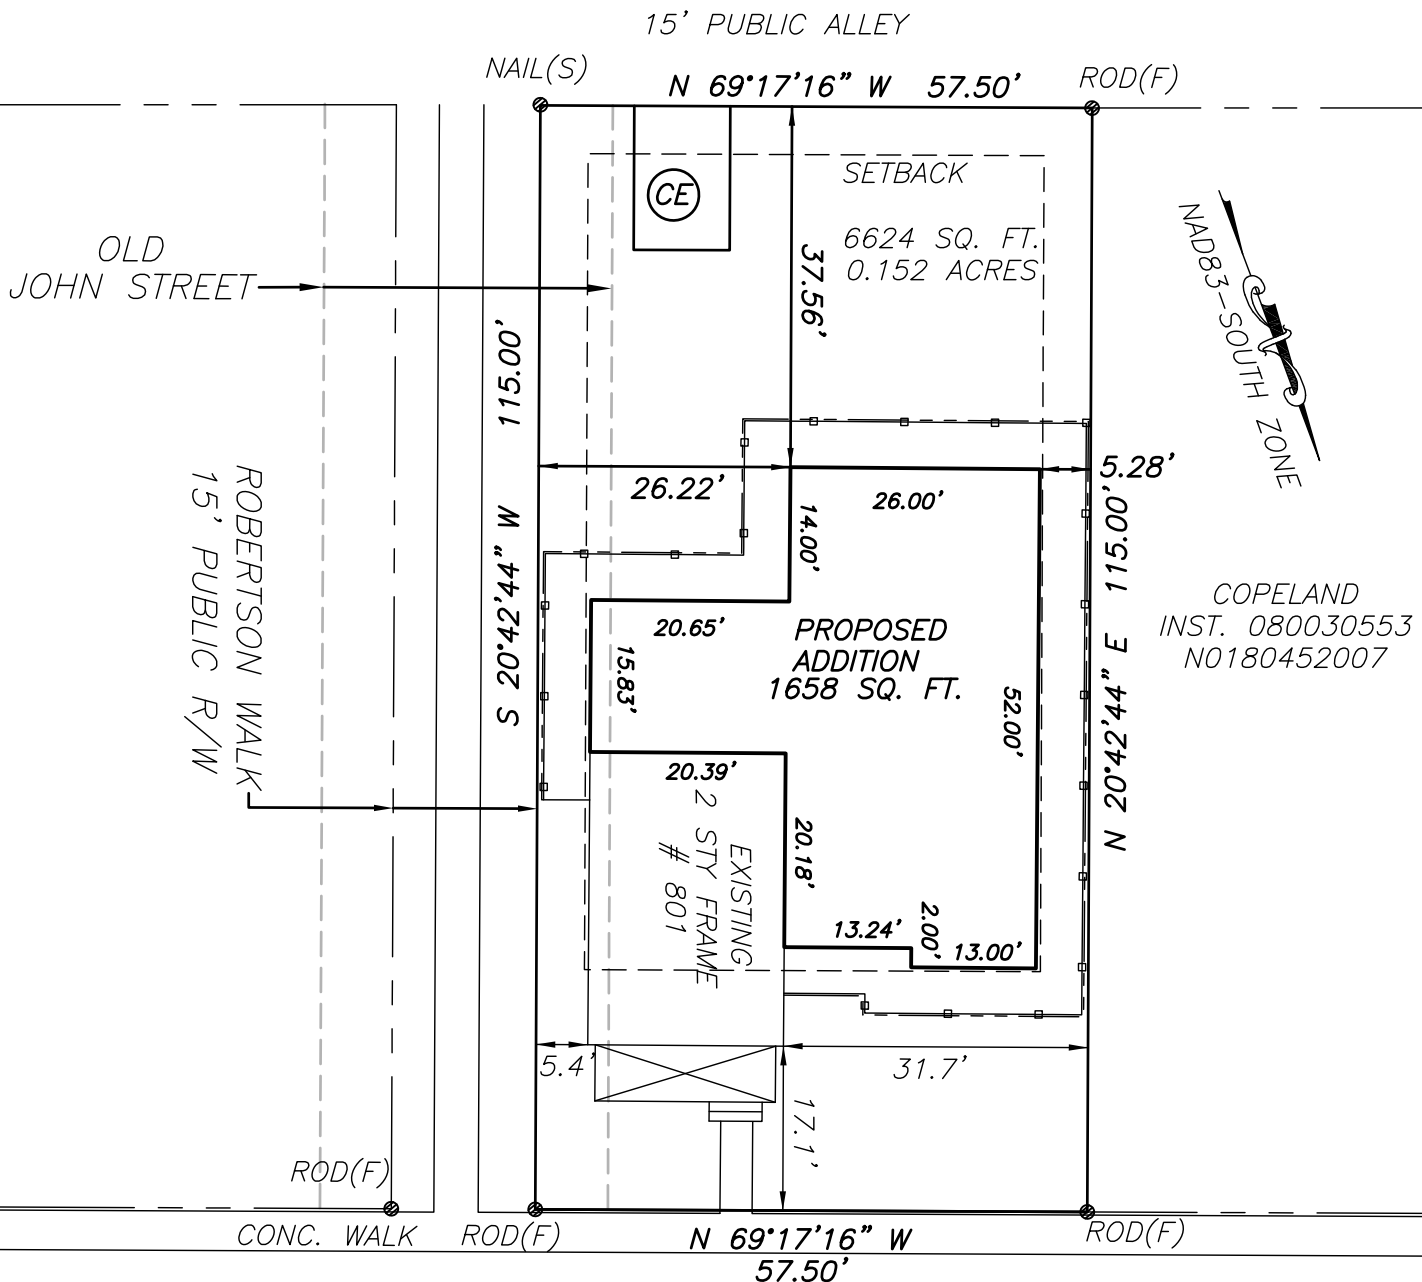 15' PUBLIC ALLEY
NAIL(S)
N 69°17'16" W 57.50'
ROD(F)
SETBACK
CE
6624 SQ. FT.
0.152 ACRES
OLD
JOHN STREET
37.56'
NAD83-SOUTH ZONE
S 20°42'44" W 115.00'
26.22'
5.28'
26.00'
14.00'
N 20°42'44" E 115.00'
ROBERTSON WALK
15' PUBLIC R/W
COPELAND
INST. 080030553
N0180452007
20.65'
PROPOSED
ADDITION
1658 SQ. FT.
15.83'
52.00'
20.39'
20.18'
EXISTING
2 STY FRAME
# 801
13.24'
2.00'
13.00'
5.4'
31.7'
17.1'
ROD(F)
CONC. WALK
ROD(F)
N 69°17'16" W
57.50'
ROD(F)